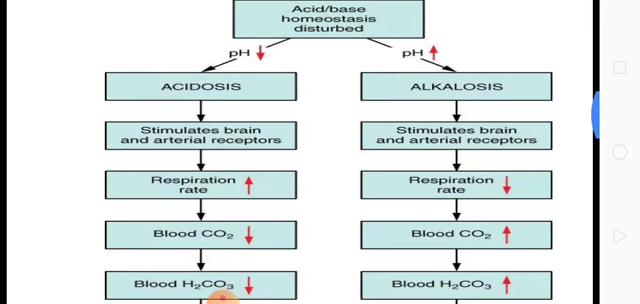 Acid/base
homeostasis
disturbed
pH ↓
pH ↑
ACIDOSIS
ALKALOSIS
Stimulates brain
and arterial receptors
Stimulates brain
and arterial receptors
Respiration ↑
rate
Respiration ↓
rate
Blood CO₂ ↓
Blood CO₂ ↑
Blood H₂CO₃ ↓
Blood H₂CO₃ ↑